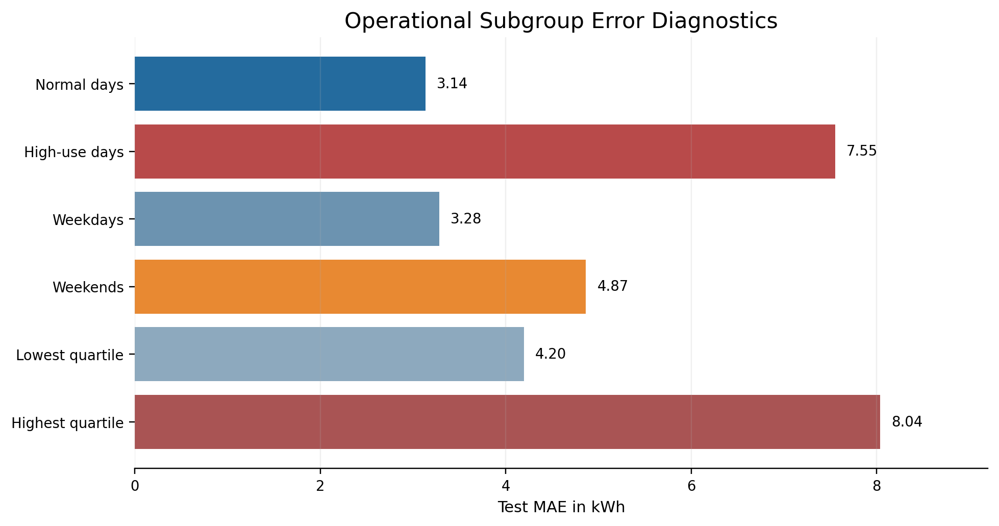 Operational Subgroup Error Diagnostics
Normal days 3.14
High-use days 7.55
Weekdays 3.28
Weekends 4.87
Lowest quartile 4.20
Highest quartile 8.04
0 2 4 6 8
Test MAE in kWh